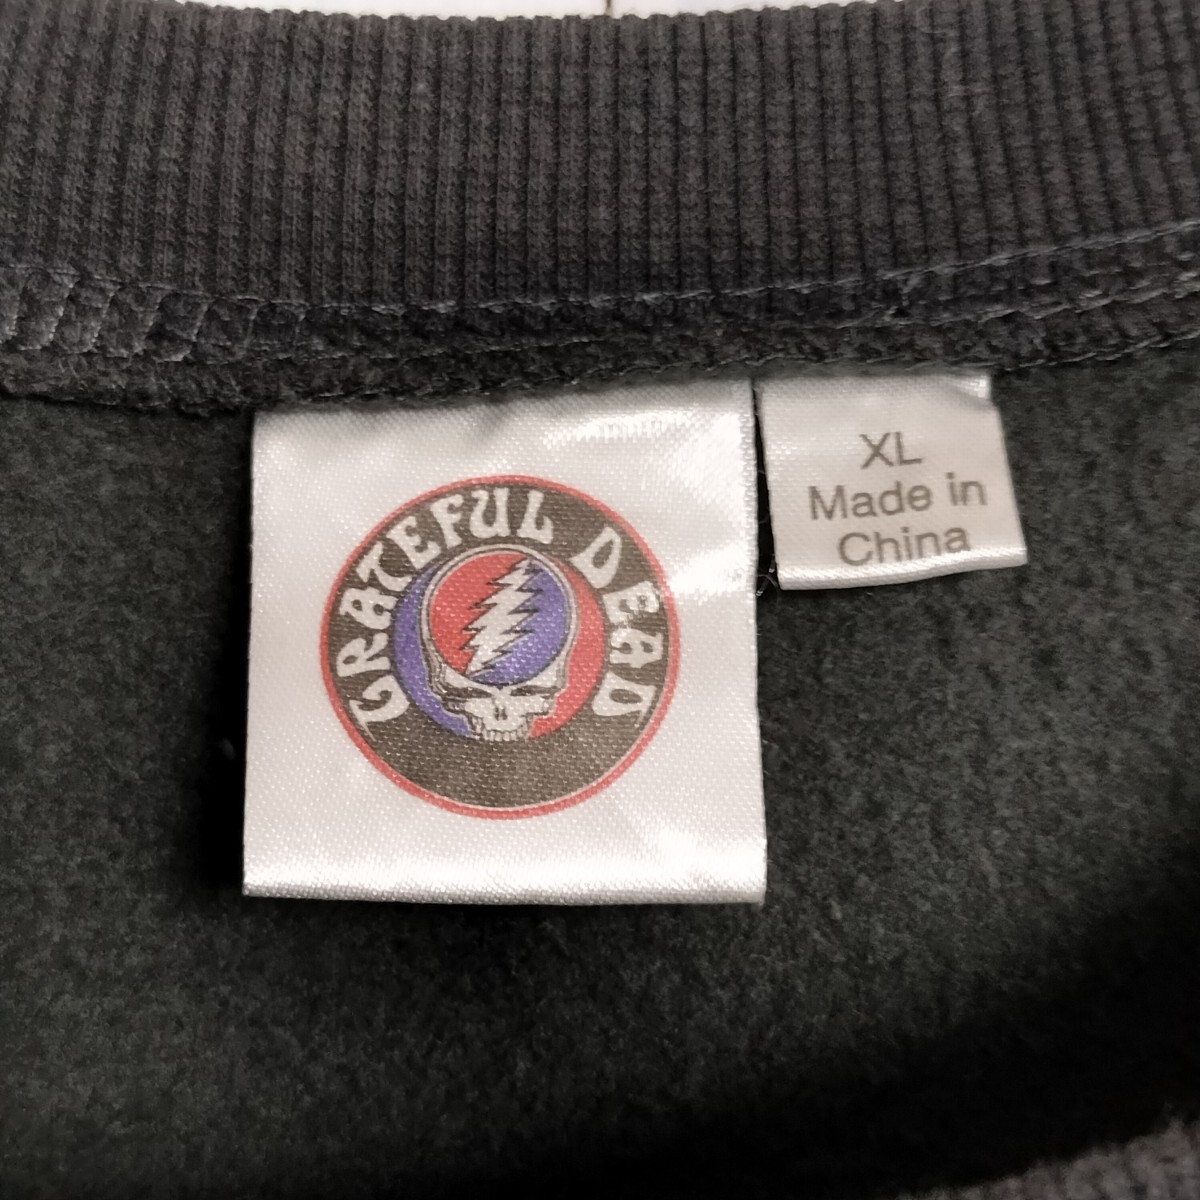 GRATEFUL DEAD
XL
Made in
China